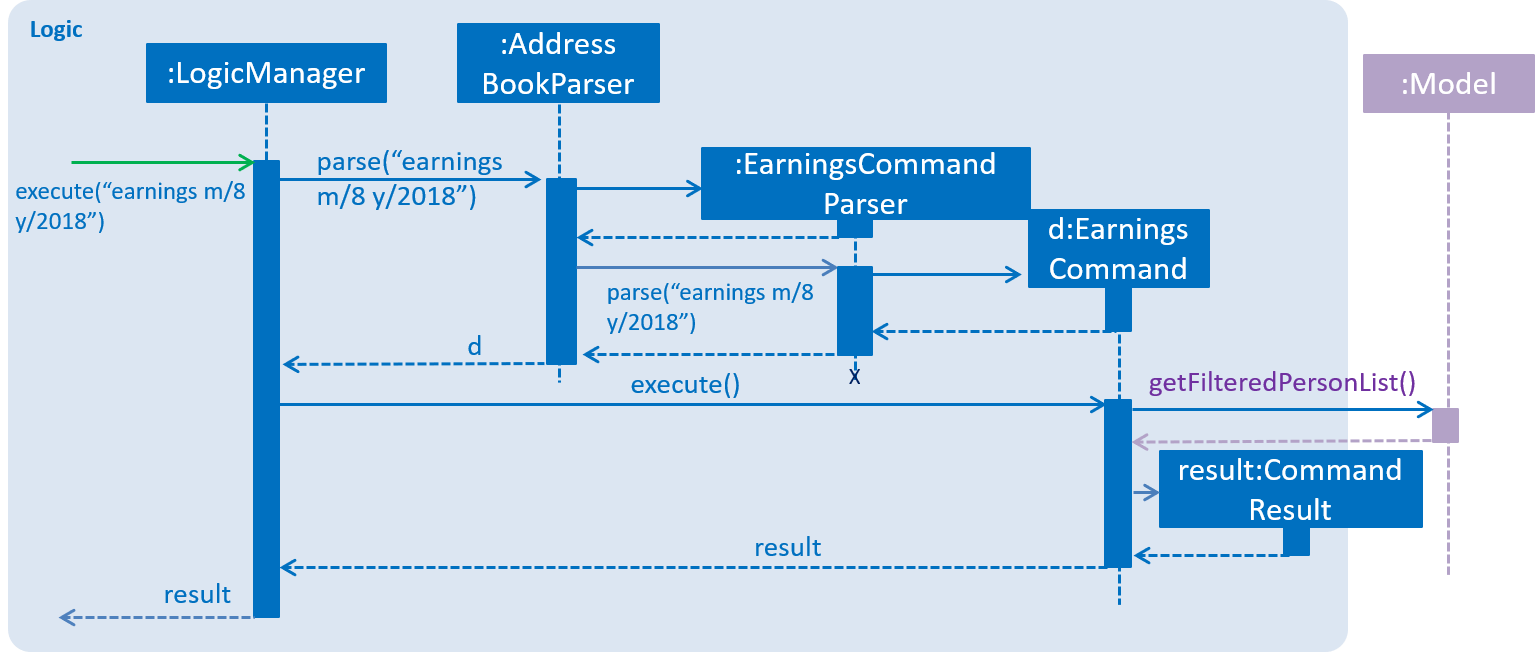 Logic
:LogicManager
:Address
BookParser
:Model
execute(“earnings m/8
y/2018”)
parse(“earnings
m/8 y/2018”)
:EarningsCommand
Parser
d:Earnings
Command
parse(“earnings m/8
y/2018”)
d
X
execute()
getFilteredPersonList()
result:Command
Result
result
result